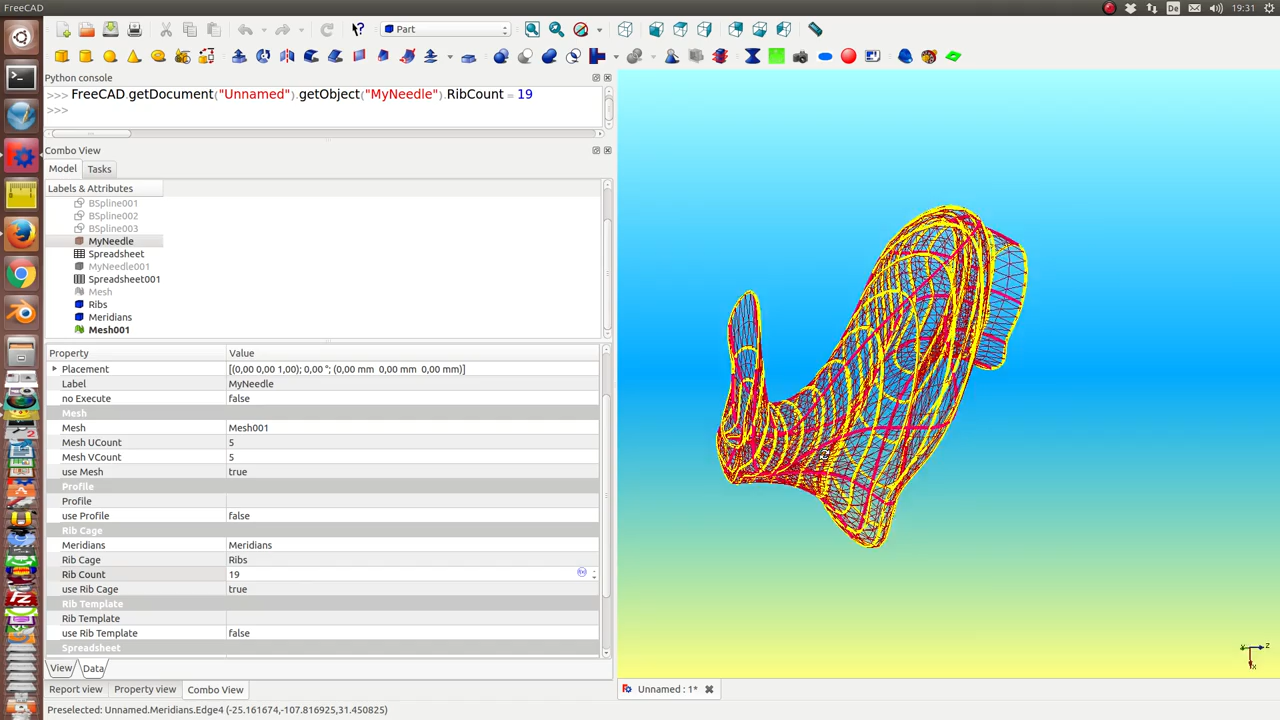 FreeCAD
De
19:31
Part
Python console
>>> FreeCAD.getDocument("Unnamed").getObject("MyNeedle").RibCount = 19
>>>
Combo View
Model Tasks
Labels & Attributes
BSpline001
BSpline002
BSpline003
MyNeedle
Spreadsheet
MyNeedle001
Spreadsheet001
Mesh
Ribs
Meridians
Mesh001
Property Value
Placement [(0,00 0,00 1,00); 0,00 °; (0,00 mm 0,00 mm 0,00 mm)]
Label MyNeedle
no Execute false
Mesh
Mesh Mesh001
Mesh UCount 5
Mesh VCount 5
use Mesh true
Profile
Profile
use Profile false
Rib Cage
Meridians Meridians
Rib Cage Ribs
Rib Count 19
use Rib Cage true
Rib Template
Rib Template
use Rib Template false
Spreadsheet
View Data
Report view Property view Combo View
Unnamed : 1*
Preselected: Unnamed.Meridians.Edge4 (-25.161674,-107.816925,31.450825)